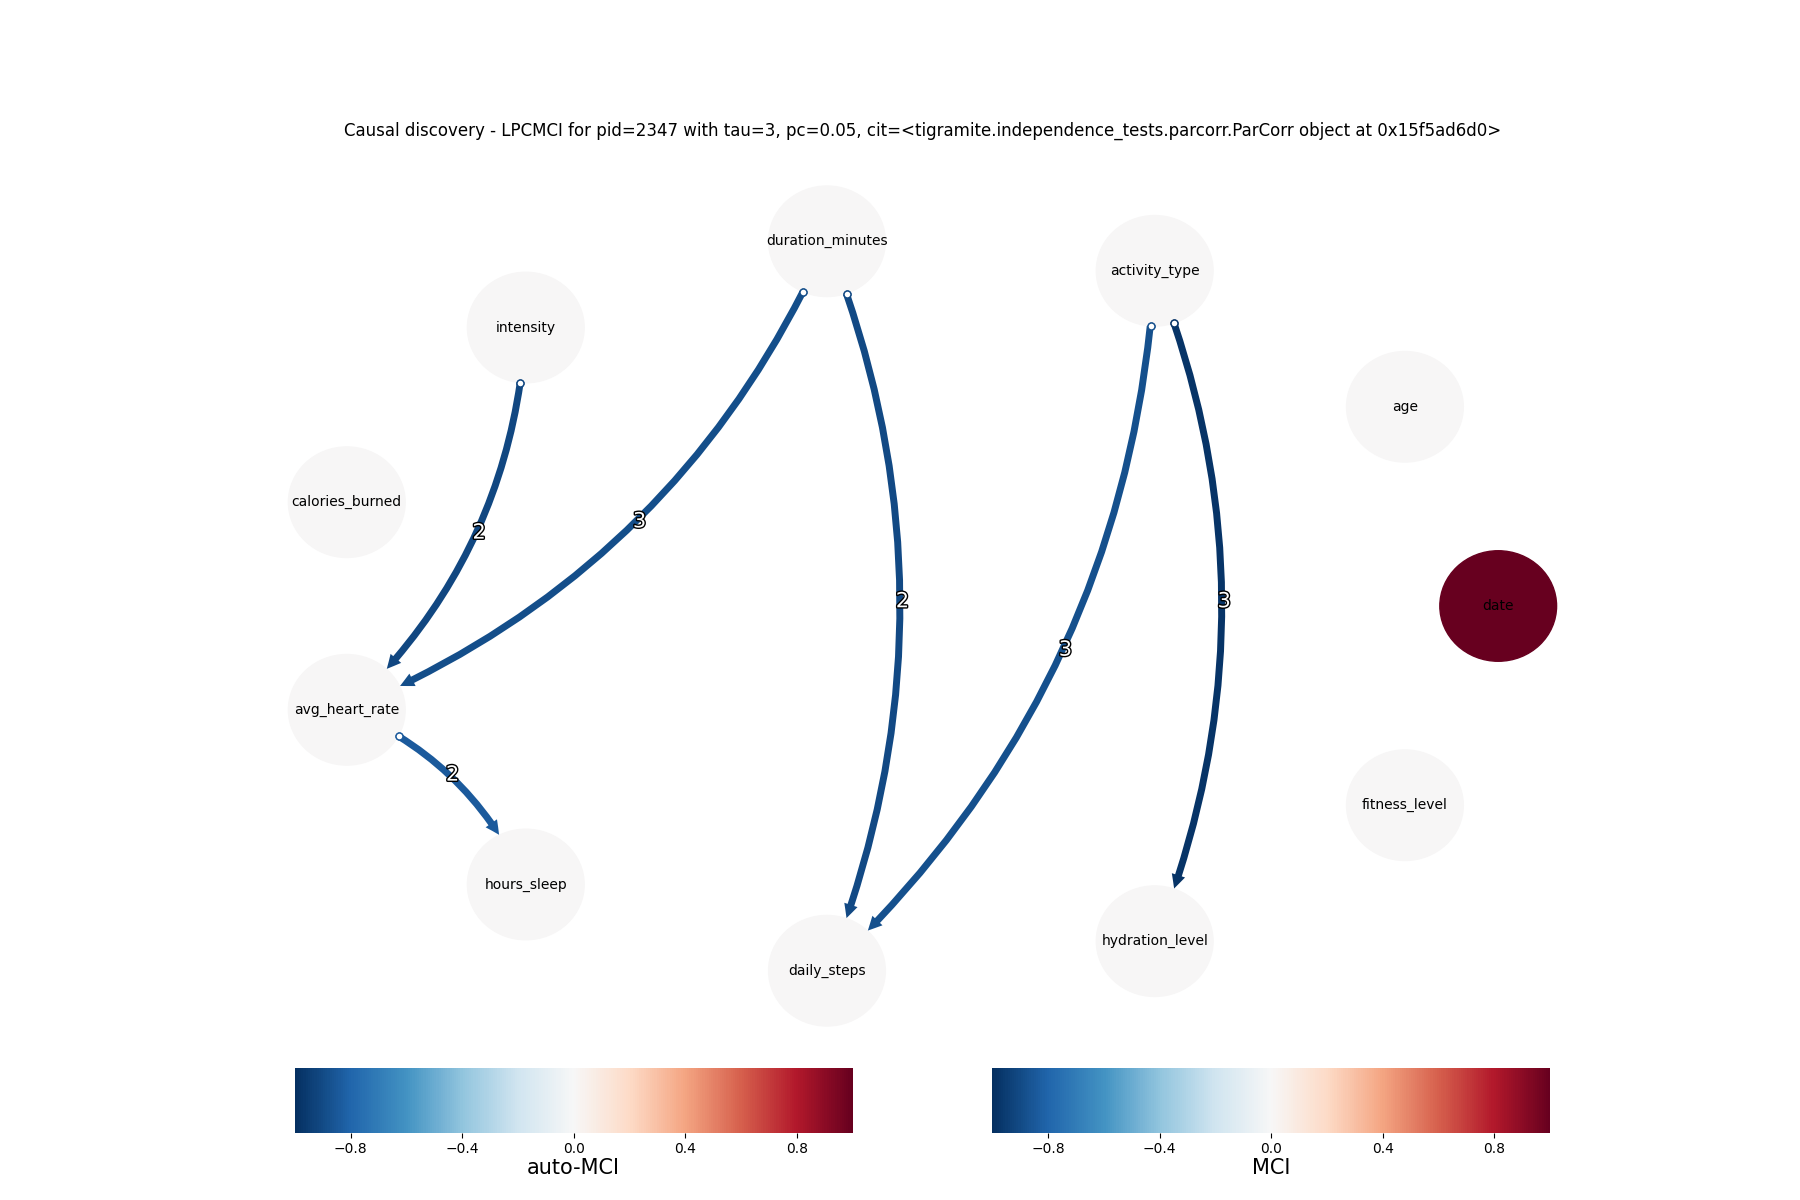 Causal discovery - LPCMCI for pid=2347 with tau=3, pc=0.05, cit=<tigramite.independence_tests.parcorr.ParCorr object at 0x15f5ad6d0>
duration_minutes
activity_type
intensity
age
calories_burned
2
3
2
3
date
3
avg_heart_rate
2
fitness_level
hours_sleep
hydration_level
daily_steps
−0.8 −0.4 0.0 0.4 0.8
auto-MCI
−0.8 −0.4 0.0 0.4 0.8
MCI